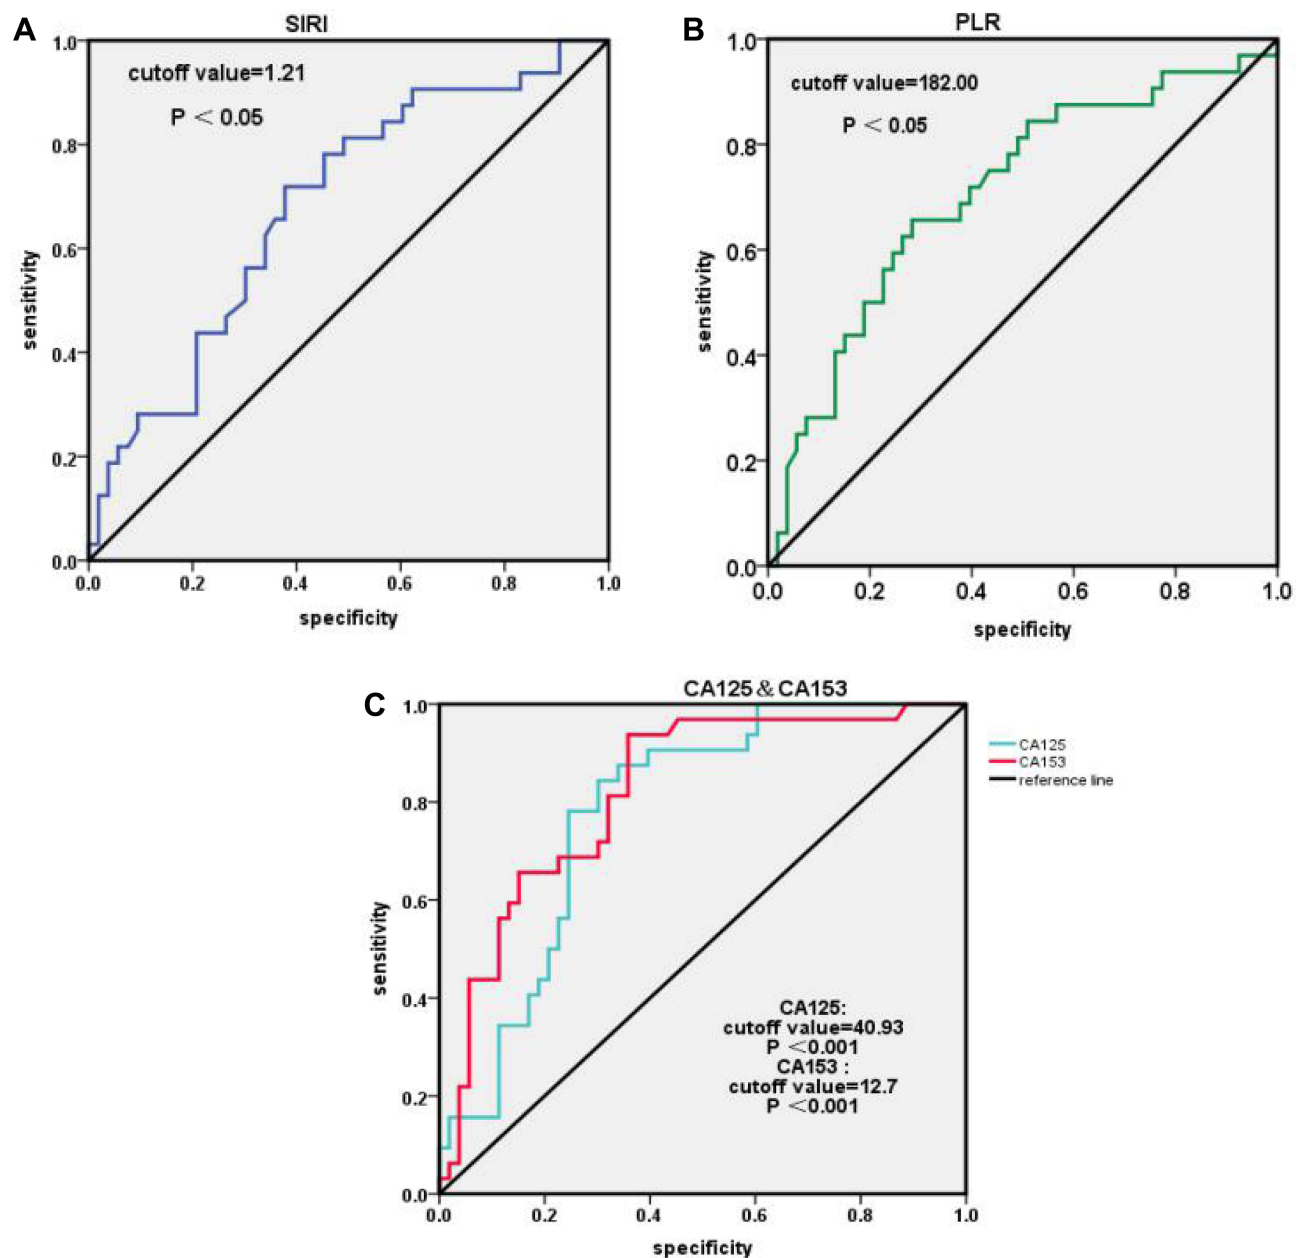 A
SIRI
cutoff value=1.21
P < 0.05
1.0
0.8
0.6
0.4
0.2
0.0
sensitivity
0.0 0.2 0.4 0.6 0.8 1.0
specificity
B
PLR
cutoff value=182.00
P < 0.05
1.0
0.8
0.6
0.4
0.2
0.0
sensitivity
0.0 0.2 0.4 0.6 0.8 1.0
specificity
C
CA125 & CA153
1.0
0.8
0.6
0.4
0.2
0.0
sensitivity
CA125:
cutoff value=40.93
P <0.001
CA153 :
cutoff value=12.7
P <0.001
0.0 0.2 0.4 0.6 0.8 1.0
specificity
CA125
CA153
reference line